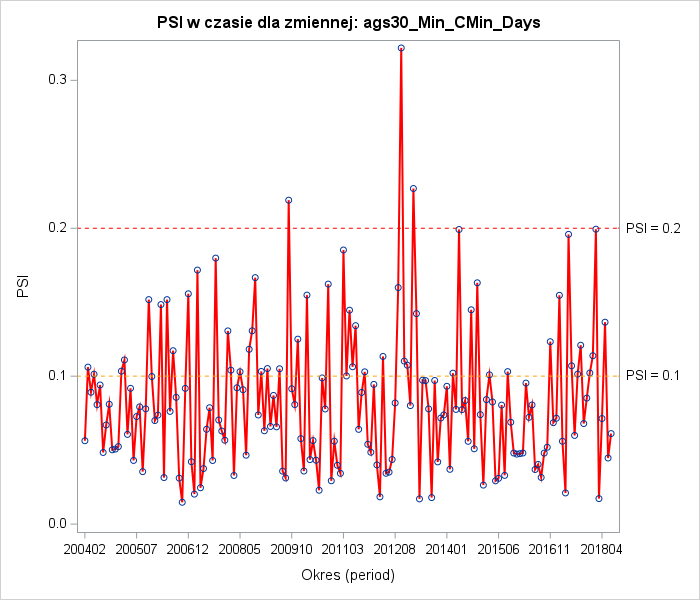 PSI w czasie dla zmiennej: ags30_Min_CMin_Days
PSI
0.3
0.2
0.1
0.0
PSI = 0.2
PSI = 0.1
200402 200507 200612 200805 200910 201103 201208 201401 201506 201611 201804
Okres (period)